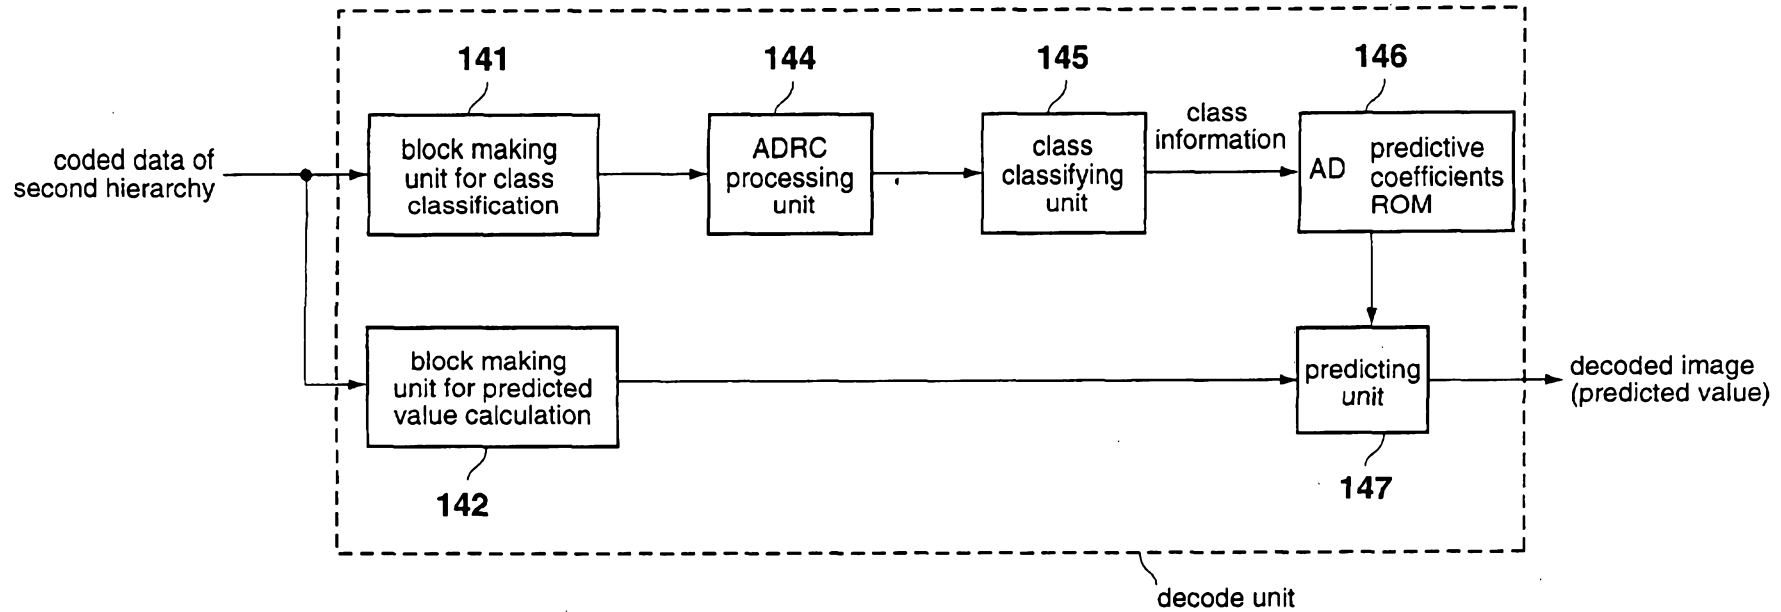 141
144
145
146
coded data of
second hierarchy
block making
unit for class
classification
ADRC
processing
unit
class
classifying
unit
class
information
AD
predictive
coefficients
ROM
block making
unit for predicted
value calculation
predicting
unit
decoded image
(predicted value)
142
147
decode unit